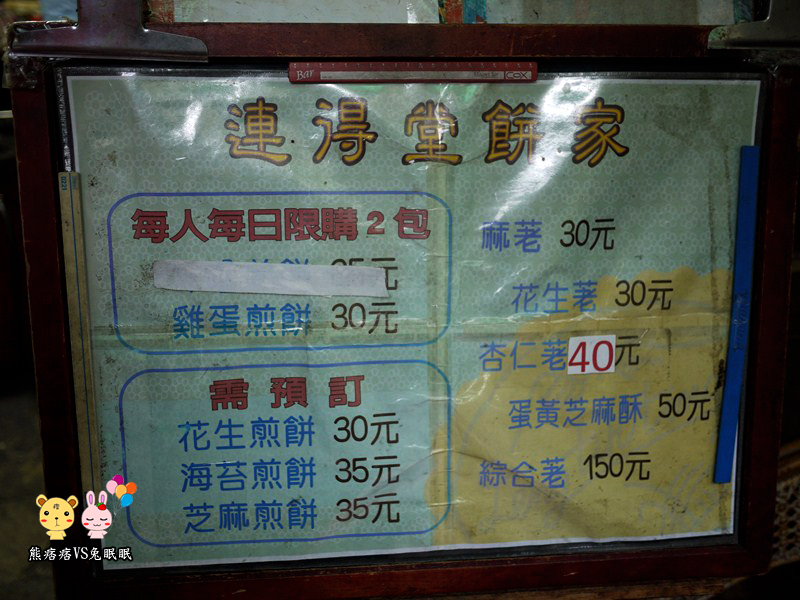 連得堂餅家
每人每日限購2包
雞蛋煎餅 30元
需預訂
花生煎餅 30元
海苔煎餅 35元
芝麻煎餅 35元
麻荖 30元
花生荖 30元
杏仁荖40元
蛋黃芝麻酥 50元
綜合荖 150元
熊痞痞VS兔眠眠